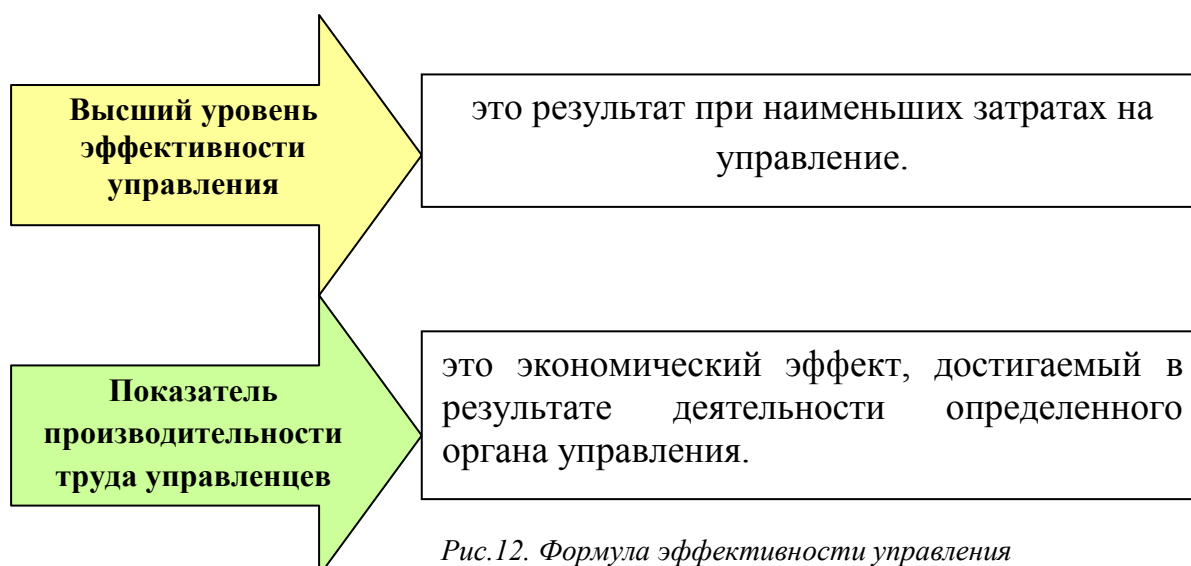 Высший уровень
эффективности
управления
это результат при наименьших затратах на
управление.
Показатель
производительности
труда управленцев
это экономический эффект, достигаемый в
результате деятельности определенного
органа управления.
Рис.12. Формула эффективности управления